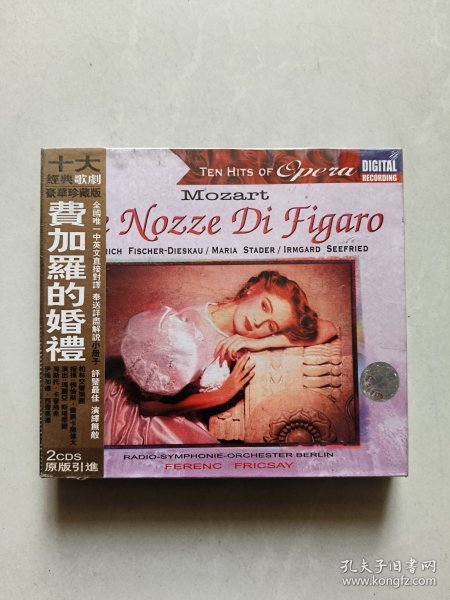 十大
經典歌劇
豪華珍藏版
費加羅的婚禮
全國唯一中英文直接對譯 奉送詳盡解說小冊子 評鑒最佳 演繹無敵
2CDS
原版引進
TEN HITS OF Opera
DIGITAL
RECORDING
Mozart
Nozze Di Figaro
RICH FISCHER-DIESKAU / MARIA STADER / IRMGARD SEEFRIED
RADIO-SYMPHONIE-ORCHESTER BERLIN
FERENC FRICSAY
孔夫子旧书网
www.kongfz.com